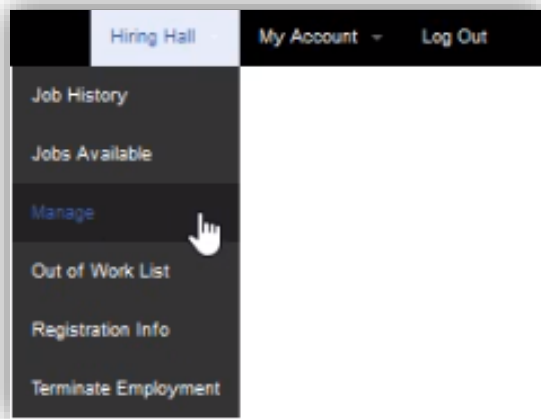 Hiring Hall My Account Log Out
Job History
Jobs Available
Manage
Out of Work List
Registration Info
Terminate Employment